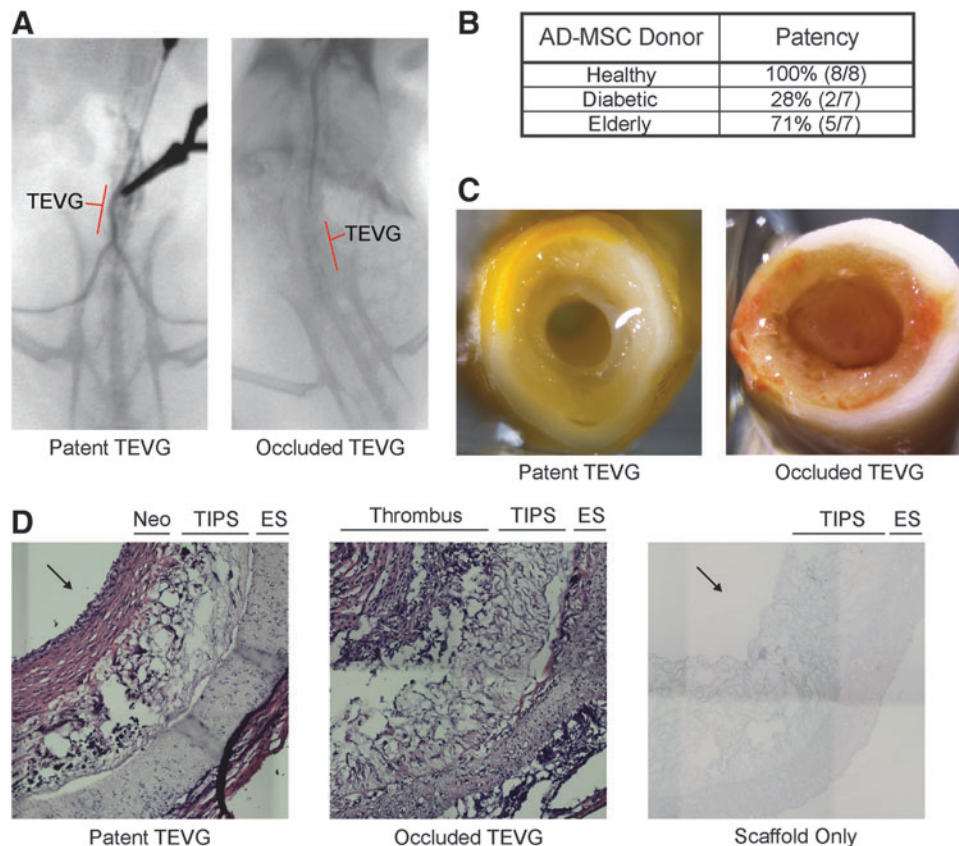 A
TEVG
TEVG
Patent TEVG
Occluded TEVG
B
AD-MSC Donor Patency
Healthy 100% (8/8)
Diabetic 28% (2/7)
Elderly 71% (5/7)
C
Patent TEVG
Occluded TEVG
D
Neo TIPS ES
Thrombus TIPS ES
TIPS ES
Patent TEVG
Occluded TEVG
Scaffold Only